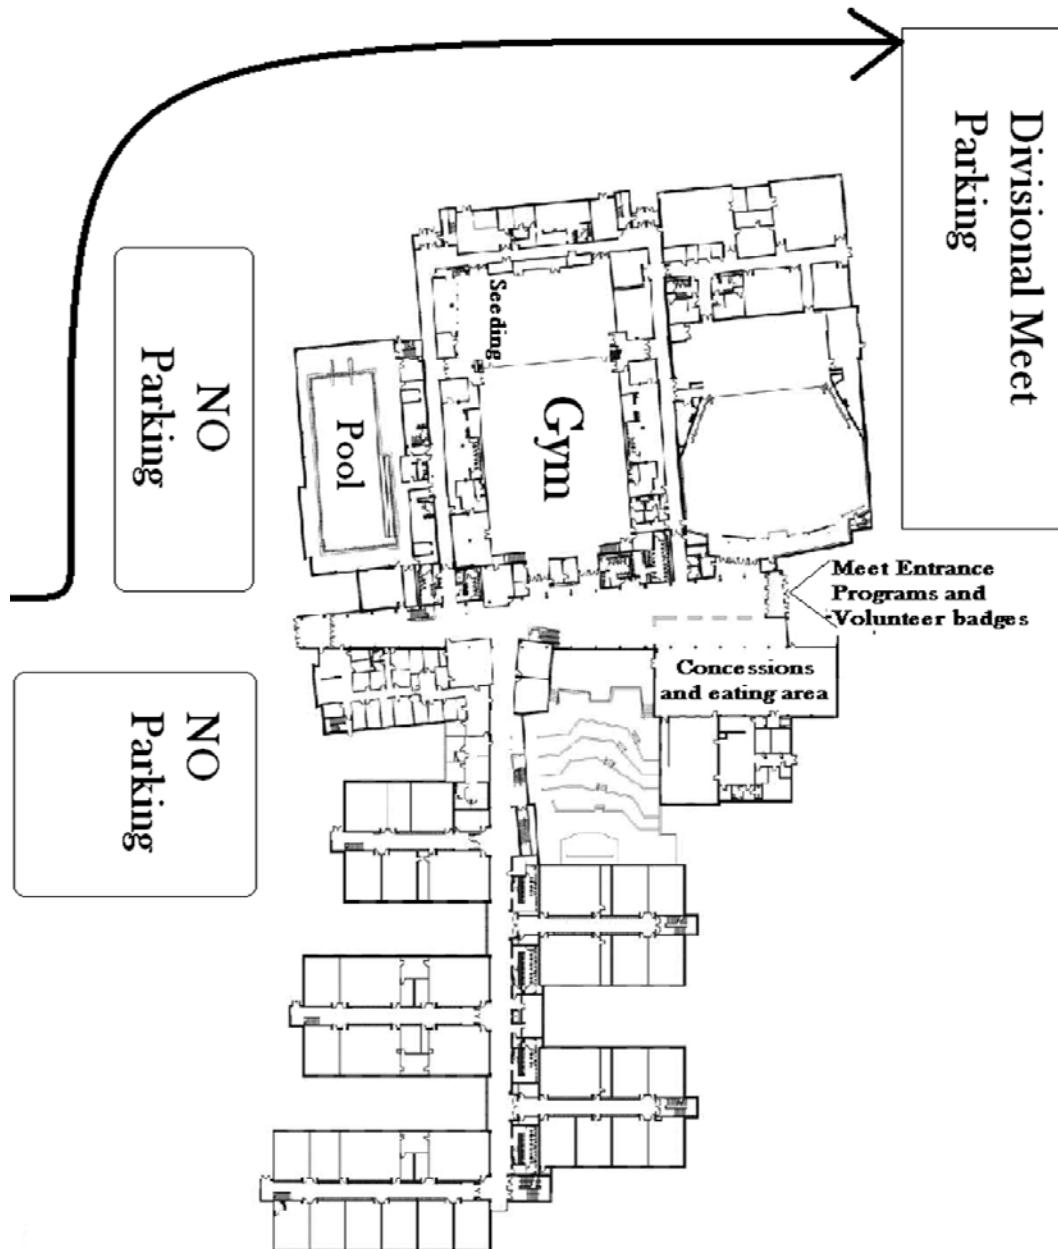 Divisional Meet
Parking
NO
Parking
Seeding
Gym
Pool
Meet Entrance
Programs and
Volunteer badges
Concessions
and eating area
NO
Parking